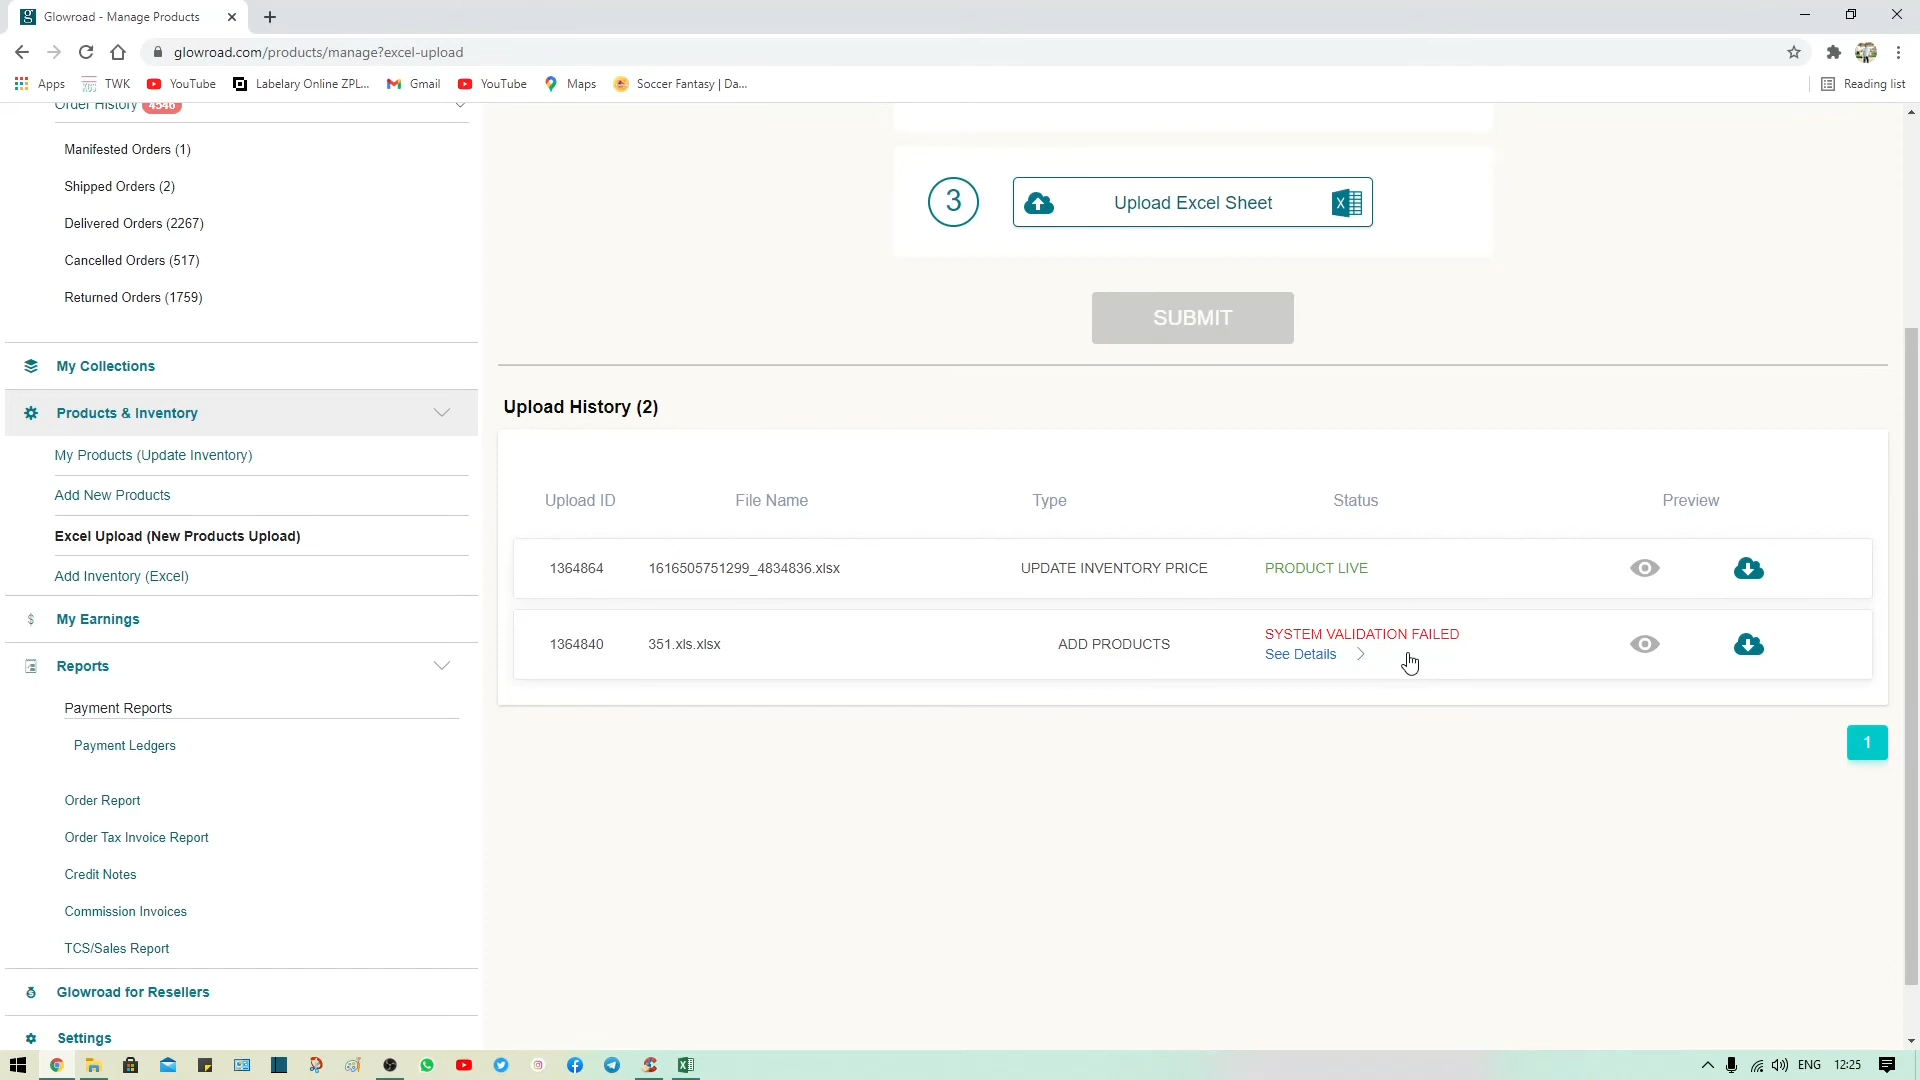 Glowroad - Manage Products
glowroad.com/products/manage?excel-upload
Apps TWK YouTube Labelary Online ZPL... Gmail YouTube Maps Soccer Fantasy | Da... Reading list
Order History 4546
Manifested Orders (1)
Shipped Orders (2)
Delivered Orders (2267)
Cancelled Orders (517)
Returned Orders (1759)
My Collections
Products & Inventory
My Products (Update Inventory)
Add New Products
Excel Upload (New Products Upload)
Add Inventory (Excel)
My Earnings
Reports
Payment Reports
Payment Ledgers
Order Report
Order Tax Invoice Report
Credit Notes
Commission Invoices
TCS/Sales Report
Glowroad for Resellers
Settings
3 Upload Excel Sheet
SUBMIT
Upload History (2)
Upload ID File Name Type Status Preview
1364864 1616505751299_4834836.xlsx UPDATE INVENTORY PRICE PRODUCT LIVE
1364840 351.xls.xlsx ADD PRODUCTS SYSTEM VALIDATION FAILED
See Details
1
ENG 12:25